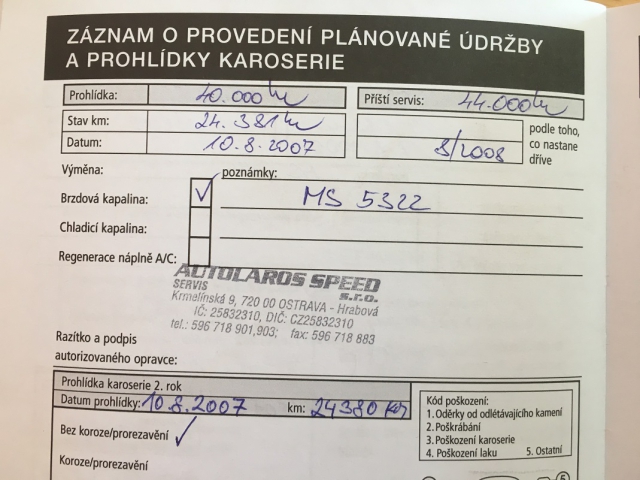 ZÁZNAM O PROVEDENÍ PLÁNOVANÉ ÚDRŽBY
A PROHLÍDKY KAROSERIE
Prohlídka: 40.000 km Příští servis: 44.000 km
Stav km: 24.381 km
Datum: 10.8.2007 8/2008 podle toho, co nastane dříve
Výměna: poznámky:
Brzdová kapalina: ✓ MS 5322
Chladicí kapalina:
Regenerace náplně A/C:
AUTOLAROS SPEED
SERVIS s.r.o.
Krmelínská 9, 720 00 OSTRAVA - Hrabová
IČ: 25832310, DIČ: CZ25832310
tel.: 596 718 901,903; fax: 596 718 883
Razítko a podpis
autorizovaného opravce:
Prohlídka karoserie 2. rok
Datum prohlídky: 10.8.2007 km: 24380 km
Bez koroze/prorezavění ✓
Koroze/prorezavění
Kód poškození:
1. Oděrky od odlétávajícího kamení
2. Poškrábání
3. Poškození karoserie
4. Poškození laku 5. Ostatní
5